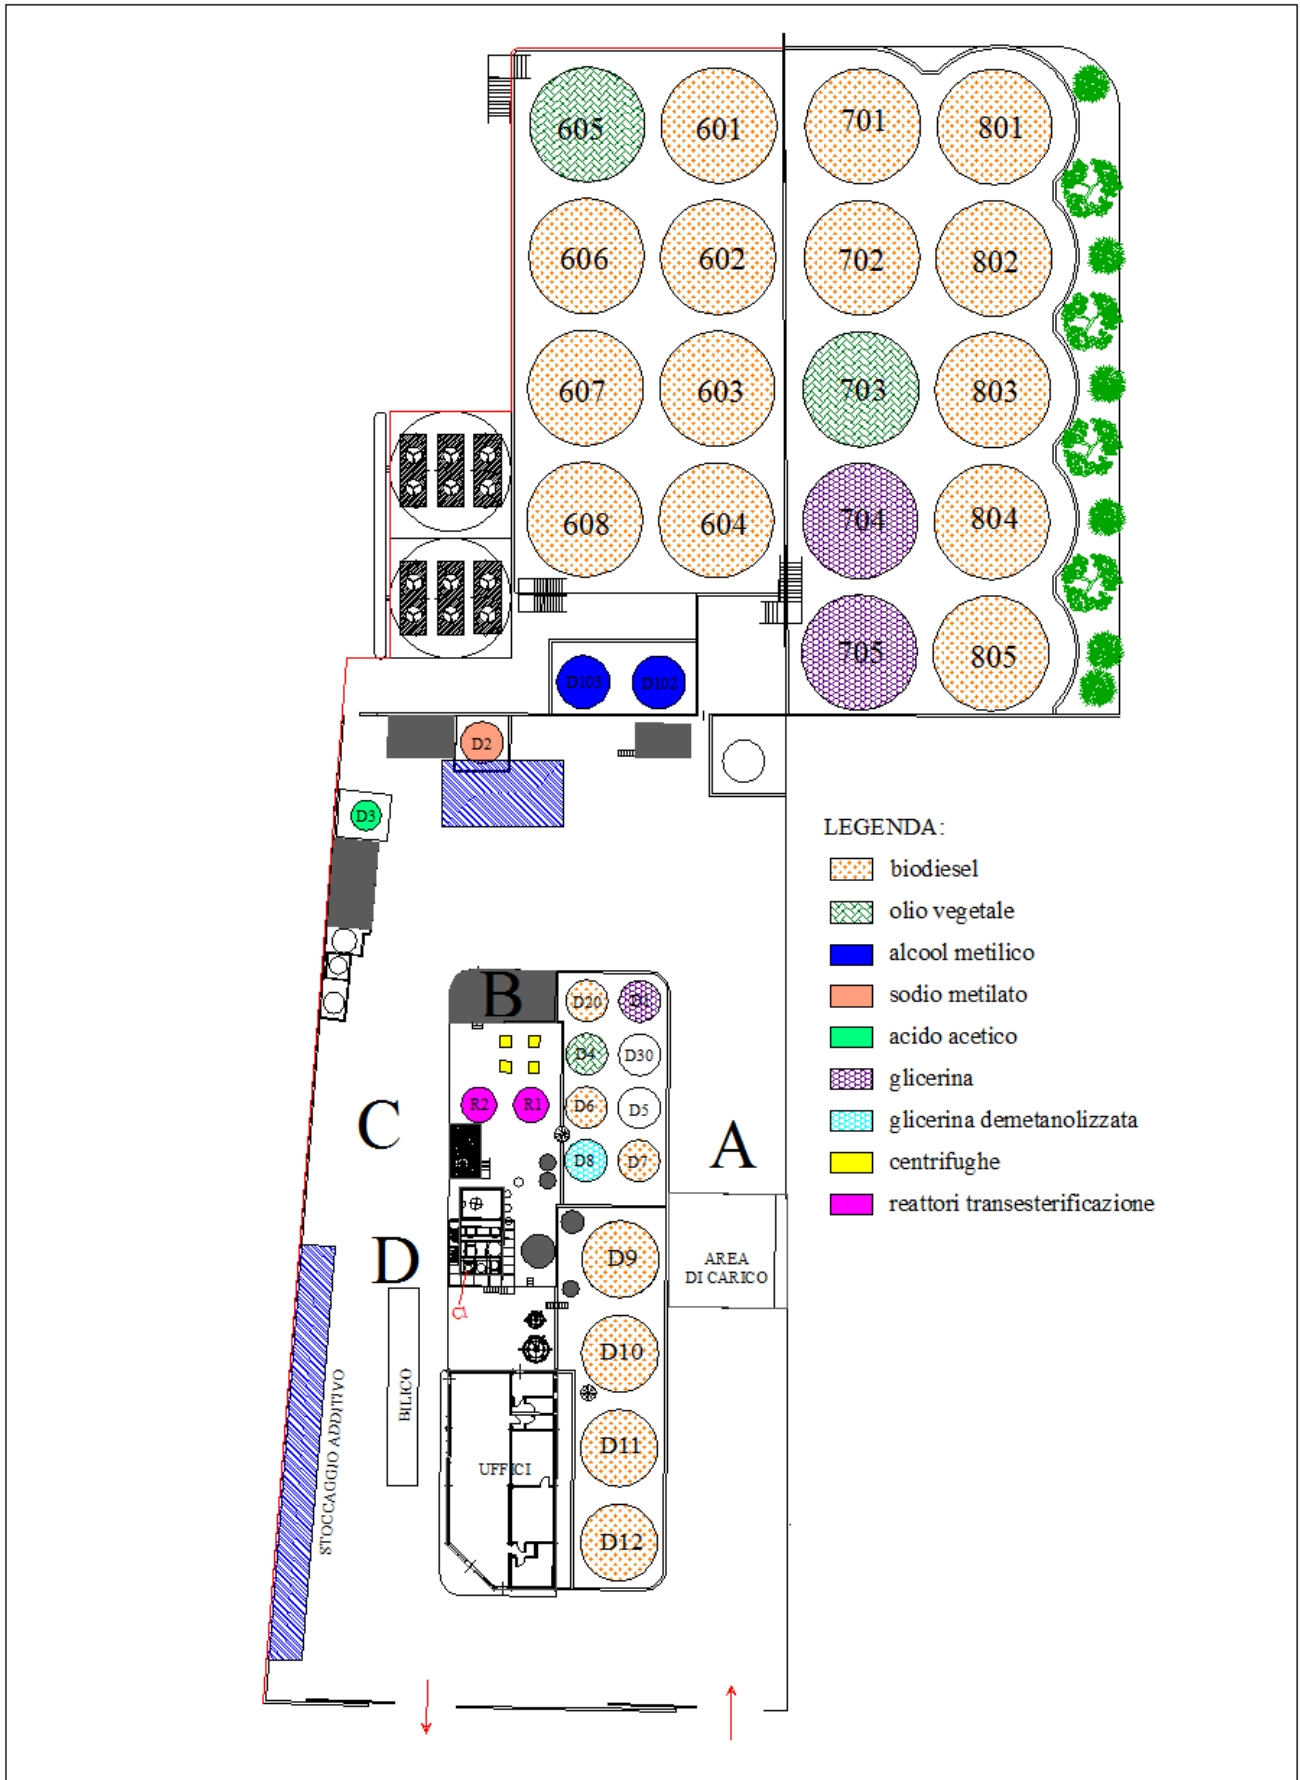 605 601 701 801
606 602 702 802
607 603 703 803
608 604 704 804
705 805
D103 D102
D2
D3
LEGENDA:
biodiesel
olio vegetale
alcool metilico
sodio metilato
acido acetico
glicerina
glicerina demetanolizzata
centrifughe
reattori transesterificazione
B
D20
D4 D30
R2 R1 D6 D5
C
A
D8 D7
D
D9
AREA
DI CARICO
D10
BILICO
STOCCAGGIO ADDITIVO
D11
UFFICI
D12